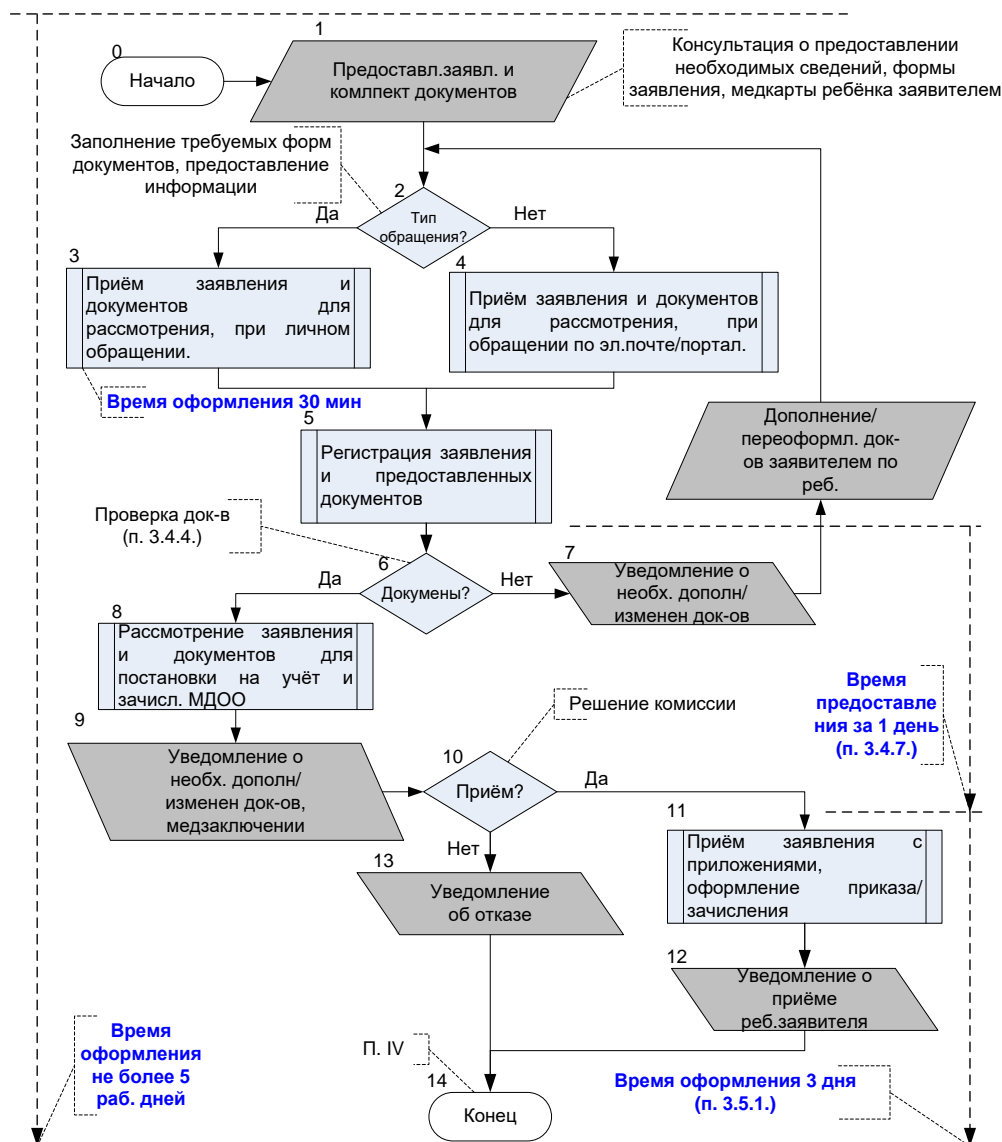 0
Начало
1
Предоставл.заявл. и
комлпект документов
Консультация о предоставлении
необходимых сведений, формы
заявления, медкарты ребёнка заявителем
Заполнение требуемых форм
документов, предоставление
информации
2
Тип
обращения?
Да
Нет
3
Приём заявления и
документов для
рассмотрения, при личном
обращении.
4
Приём заявления и документов
для рассмотрения, при
обращении по эл.почте/портал.
Время оформления 30 мин
5
Регистрация заявления
и предоставленных
документов
Дополнение/
переоформл. док-
ов заявителем по
реб.
Проверка док-в
(п. 3.4.4.)
6
Докумены?
Да
Нет
7
Уведомление о
необх. дополн/
изменен док-ов
8
Рассмотрение заявления
и документов для
постановки на учёт и
зачисл. МДОО
9
Уведомление о
необх. дополн/
изменен док-ов,
медзаключении
Решение комиссии
10
Приём?
Да
Нет
Время
предоставле
ния за 1 день
(п. 3.4.7.)
11
Приём заявления с
приложениями,
оформление приказа/
зачисления
13
Уведомление
об отказе
12
Уведомление о
приёме
реб.заявителя
Время
оформления
не более 5
раб. дней
П. IV
14
Конец
Время оформления 3 дня
(п. 3.5.1.)